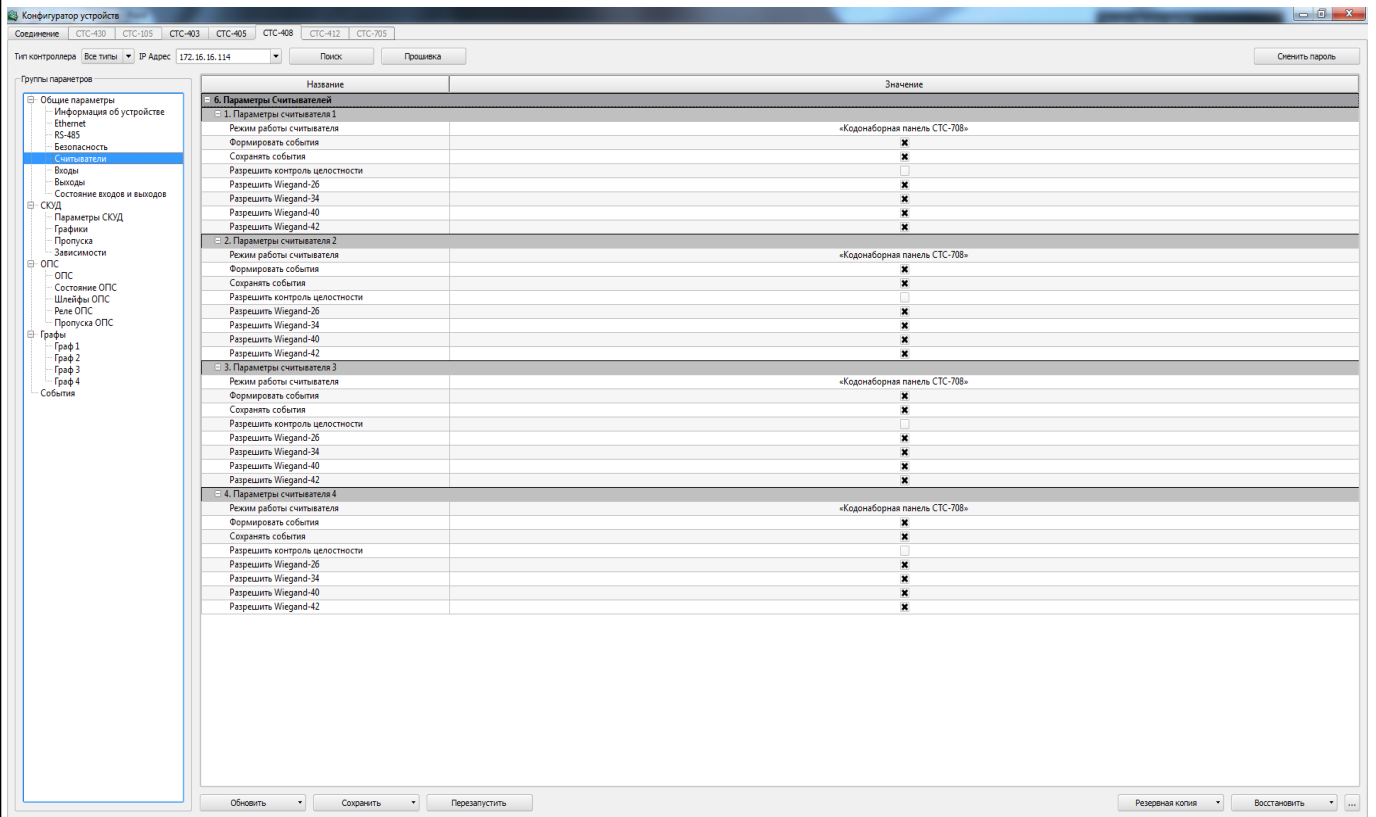 Конфигуратор устройств
Соединение СТС-430 СТС-105 СТС-403 СТС-405 СТС-408 СТС-412 СТС-705
Тип контроллера Все типы IP Адрес 172.16.16.114 Поиск Прошивка Сменить пароль
Группы параметров
Общие параметры
Информация об устройстве
Ethernet
RS-485
Безопасность
Считыватели
Входы
Выходы
Состояние входов и выходов
СКУД
Параметры СКУД
Графики
Пропуска
Зависимости
ОПС
ОПС
Состояние ОПС
Шлейфы ОПС
Реле ОПС
Пропуска ОПС
Графы
Граф 1
Граф 2
Граф 3
Граф 4
События
Название Значение
6. Параметры Считывателей
1. Параметры считывателя 1
Режим работы считывателя «Кодонаборная панель СТС-708»
Формировать события
Сохранять события
Разрешить контроль целостности
Разрешить Wiegand-26
Разрешить Wiegand-34
Разрешить Wiegand-40
Разрешить Wiegand-42
2. Параметры считывателя 2
Режим работы считывателя «Кодонаборная панель СТС-708»
Формировать события
Сохранять события
Разрешить контроль целостности
Разрешить Wiegand-26
Разрешить Wiegand-34
Разрешить Wiegand-40
Разрешить Wiegand-42
3. Параметры считывателя 3
Режим работы считывателя «Кодонаборная панель СТС-708»
Формировать события
Сохранять события
Разрешить контроль целостности
Разрешить Wiegand-26
Разрешить Wiegand-34
Разрешить Wiegand-40
Разрешить Wiegand-42
4. Параметры считывателя 4
Режим работы считывателя «Кодонаборная панель СТС-708»
Формировать события
Сохранять события
Разрешить контроль целостности
Разрешить Wiegand-26
Разрешить Wiegand-34
Разрешить Wiegand-40
Разрешить Wiegand-42
Обновить Сохранить Перезапустить Резервная копия Восстановить ...